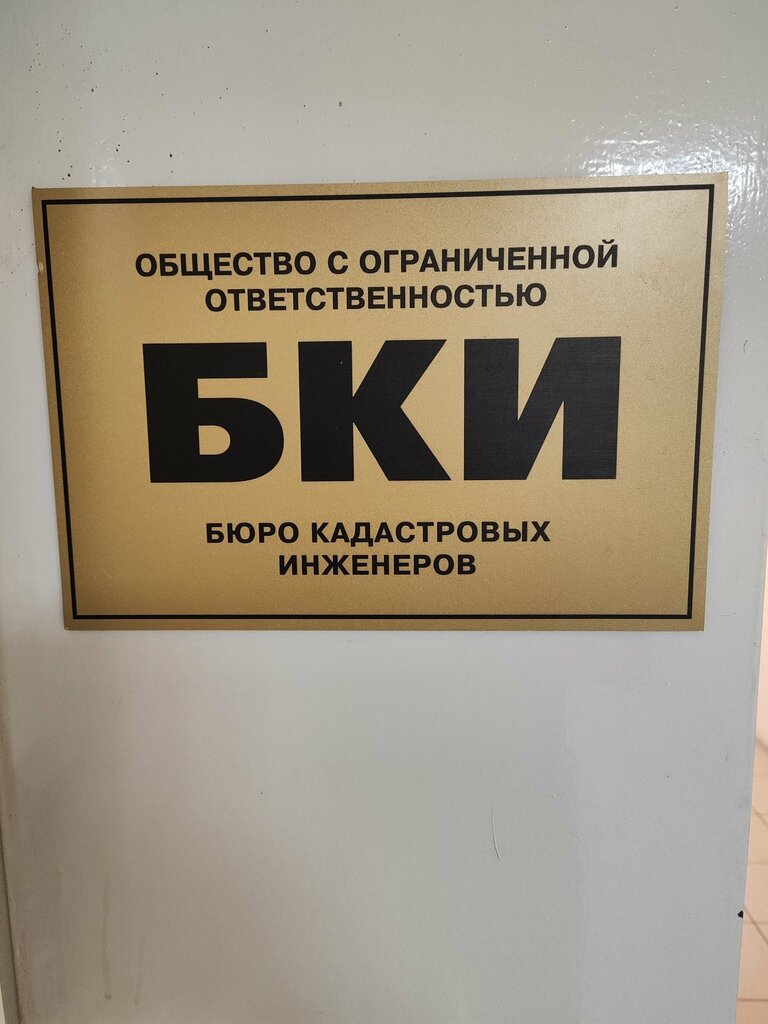 ОБЩЕСТВО С ОГРАНИЧЕННОЙ
ОТВЕТСТВЕННОСТЬЮ
БКИ
БЮРО КАДАСТРОВЫХ
ИНЖЕНЕРОВ